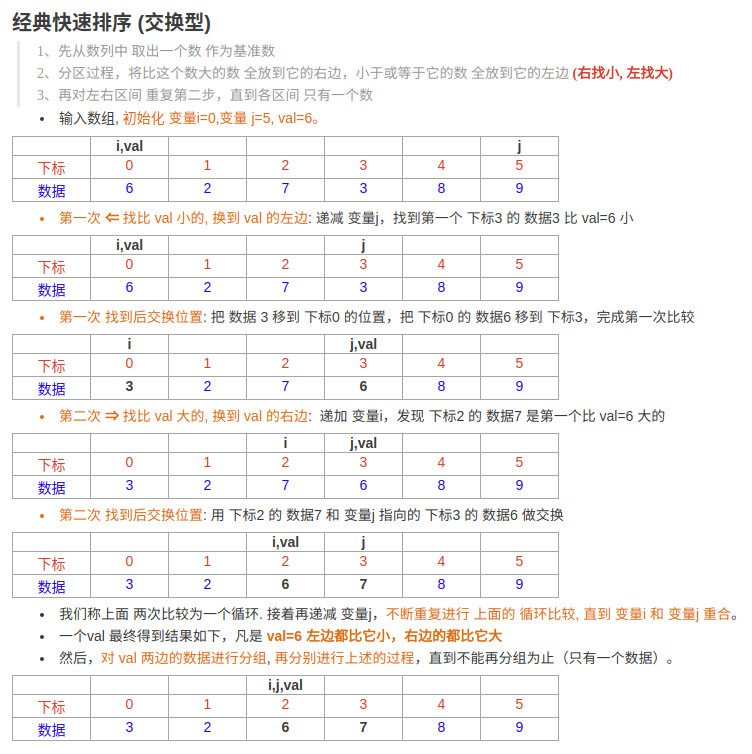 经典快速排序 (交换型)
1、先从数列中 取出一个数 作为基准数
2、分区过程，将比这个数大的数 全放到它的右边，小于或等于它的数 全放到它的左边 (右找小, 左找大)
3、再对左右区间 重复第二步，直到各区间 只有一个数
• 输入数组, 初始化 变量i=0,变量 j=5, val=6。
i,val j
下标 0 1 2 3 4 5
数据 6 2 7 3 8 9
• 第一次 ⇐ 找比 val 小的, 换到 val 的左边: 递减 变量j，找到第一个 下标3 的 数据3 比 val=6 小
i,val j
下标 0 1 2 3 4 5
数据 6 2 7 3 8 9
• 第一次 找到后交换位置: 把 数据 3 移到 下标0 的位置，把 下标0 的 数据6 移到 下标3，完成第一次比较
i j,val
下标 0 1 2 3 4 5
数据 3 2 7 6 8 9
• 第二次 ⇒ 找比 val 大的, 换到 val 的右边: 递加 变量i，发现 下标2 的 数据7 是第一个比 val=6 大的
i j,val
下标 0 1 2 3 4 5
数据 3 2 7 6 8 9
• 第二次 找到后交换位置: 用 下标2 的 数据7 和 变量j 指向的 下标3 的 数据6 做交换
i,val j
下标 0 1 2 3 4 5
数据 3 2 6 7 8 9
• 我们称上面 两次比较为一个循环. 接着再递减 变量j，不断重复进行 上面的 循环比较, 直到 变量i 和 变量j 重合。
• 一个val 最终得到结果如下，凡是 val=6 左边都比它小，右边的都比它大
• 然后，对 val 两边的数据进行分组, 再分别进行上述的过程，直到不能再分组为止（只有一个数据）。
i,j,val
下标 0 1 2 3 4 5
数据 3 2 6 7 8 9